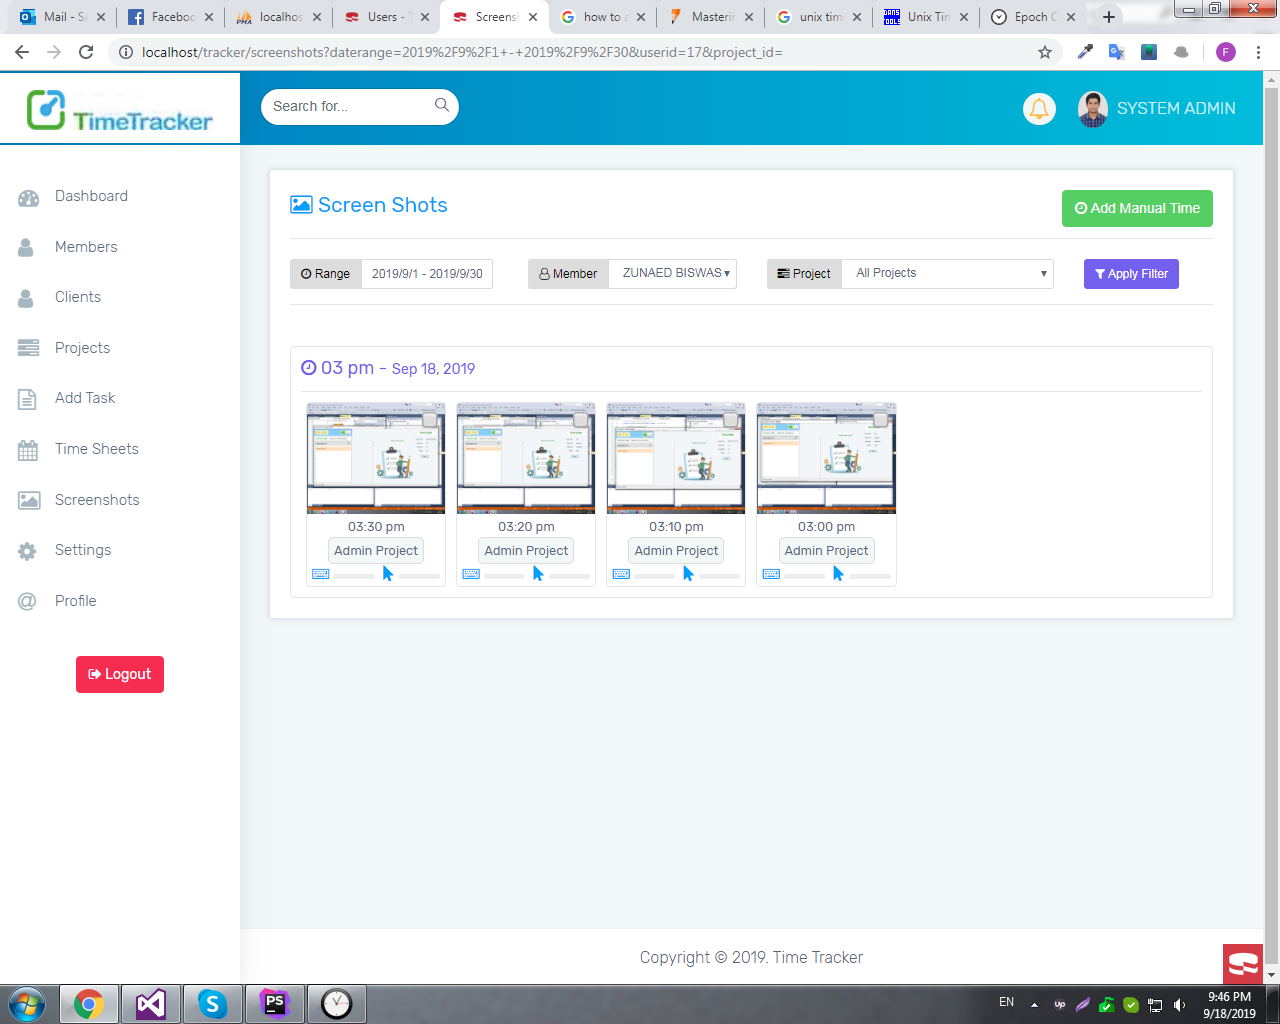 Mail - SA
Faceboo
localhos
Users - T
Screensh
how to a
Masterin
unix tim
Unix Tim
Epoch C
localhost/tracker/screenshots?daterange=2019%2F9%2F1+-+2019%2F9%2F30&userid=17&project_id=
F
TimeTracker
Search for...
SYSTEM ADMIN
Dashboard
Members
Clients
Projects
Add Task
Time Sheets
Screenshots
Settings
Profile
Logout
Screen Shots
Add Manual Time
Range
2019/9/1 - 2019/9/30
Member
ZUNAED BISWAS
Project
All Projects
Apply Filter
03 pm - Sep 18, 2019
03:30 pm
03:20 pm
03:10 pm
03:00 pm
Admin Project
Admin Project
Admin Project
Admin Project
Copyright © 2019. Time Tracker
EN
9:46 PM
9/18/2019